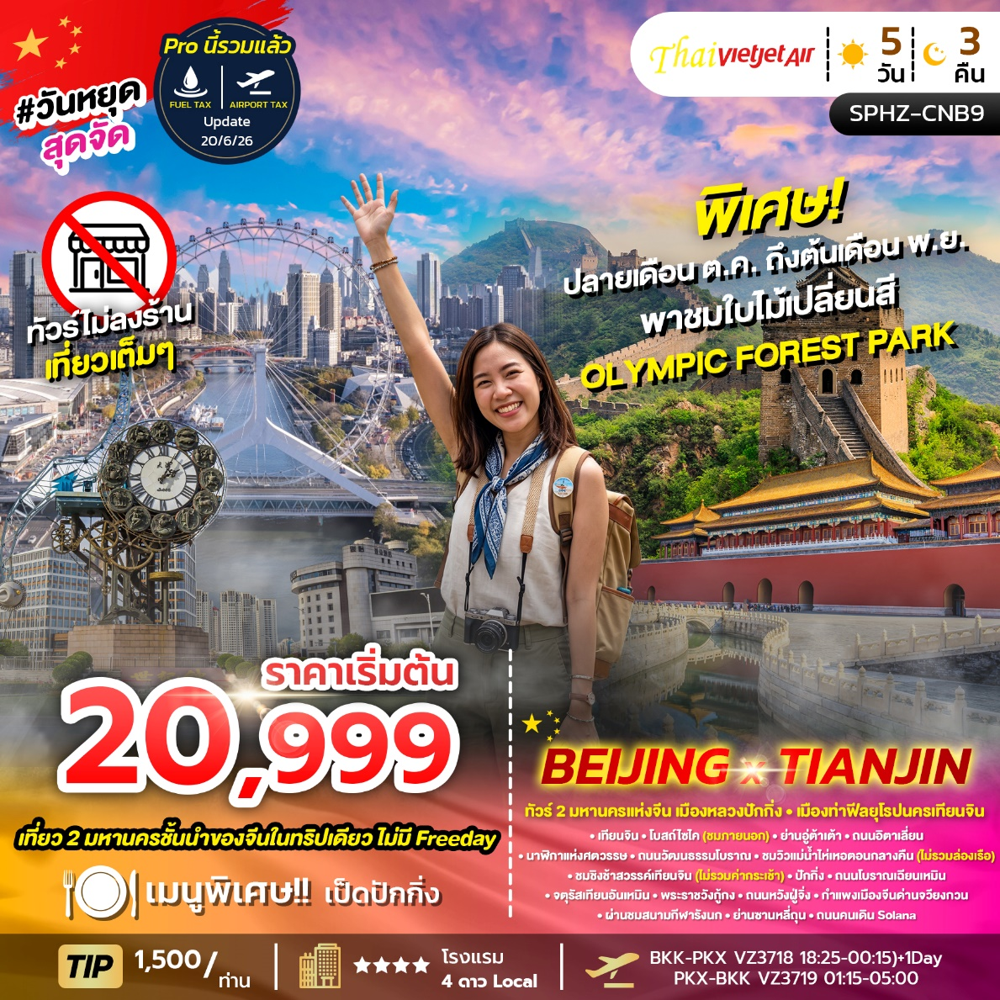 Pro นี้รวมแล้ว
FUEL TAX
AIRPORT TAX
Update
20/6/26
#วันหยุด
สุดจัด
Thai vietjet Air
5
วัน
3
คืน
SPHZ-CNB9
ทัวร์ไม่ลงร้าน
เที่ยวเต็มๆ
พิเศษ!
ปลายเดือน ต.ค. ถึงต้นเดือน พ.ย.
พาชมใบไม้เปลี่ยนสี
OLYMPIC FOREST PARK
ราคาเริ่มต้น
20,999
เที่ยว 2 มหานครชั้นนำของจีนในทริปเดียว ไม่มี Freeday
เมนูพิเศษ!! เป็ดปักกิ่ง
BEIJING x TIANJIN
ทัวร์ 2 มหานครแห่งจีน เมืองหลวงปักกิ่ง • เมืองท่าฟีลยุโรปนครเทียนจิน
• เทียนจิน • โบสถ์ไซไค (ชมภายนอก) • ย่านอู่ต้าเต้า • ถนนอิตาเลี่ยน
• นาฬิกาแห่งศตวรรษ • ถนนวัฒนธรรมโบราณ • ชมวิวแม่น้ำไห่เหอตอนกลางคืน (ไม่รวมล่องเรือ)
• ชมชิงช้าสวรรค์เทียนจิน (ไม่รวมค่ากระเช้า) • ปักกิ่ง • ถนนโบราณเฉียนเหมิน
• จตุรัสเทียนอันเหมิน • พระราชวังกู้กง • ถนนหวังฝูจิ่ง • กำแพงเมืองจีนด่านจวียงกวน
• ผ่านชมสนามกีฬารังนก • ย่านซานหลี่ถุน • ถนนคนเดิน Solana
TIP 1,500/ท่าน
โรงแรม
4 ดาว Local
BKK-PKX VZ3718 18:25-00:15)+1Day
PKX-BKK VZ3719 01:15-05:00